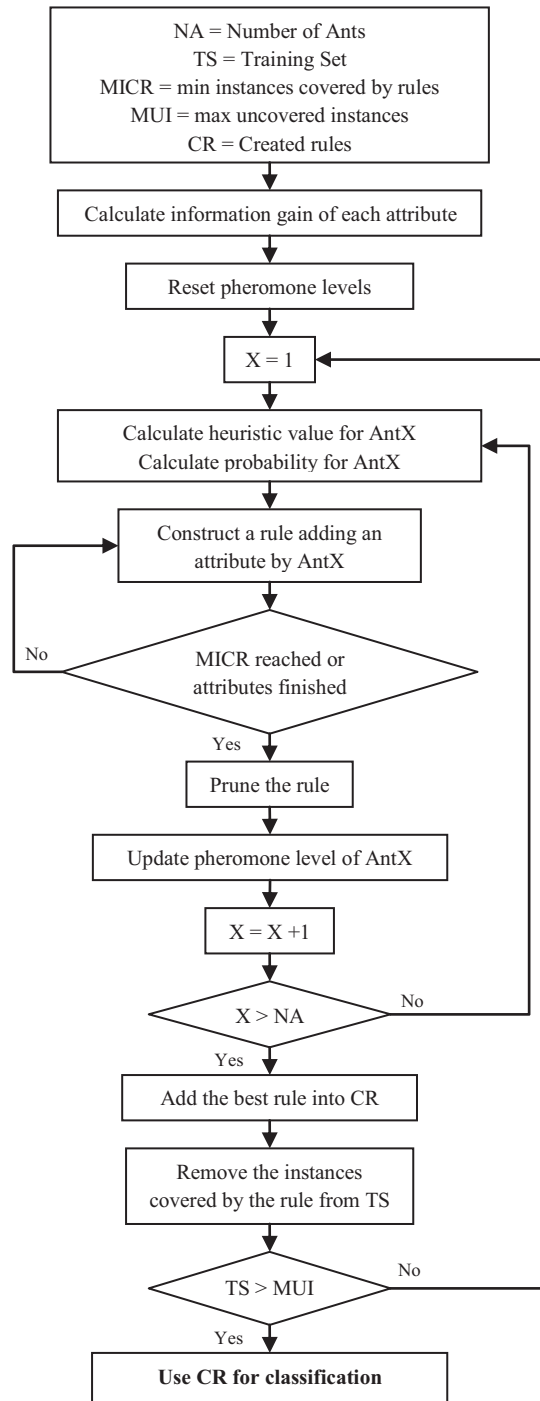 NA = Number of Ants
TS = Training Set
MICR = min instances covered by rules
MUI = max uncovered instances
CR = Created rules
Calculate information gain of each attribute
Reset pheromone levels
X = 1
Calculate heuristic value for AntX
Calculate probability for AntX
Construct a rule adding an
attribute by AntX
No
MICR reached or
attributes finished
Yes
Prune the rule
Update pheromone level of AntX
X = X +1
X > NA
No
Yes
Add the best rule into CR
Remove the instances
covered by the rule from TS
TS > MUI
No
Yes
Use CR for classification